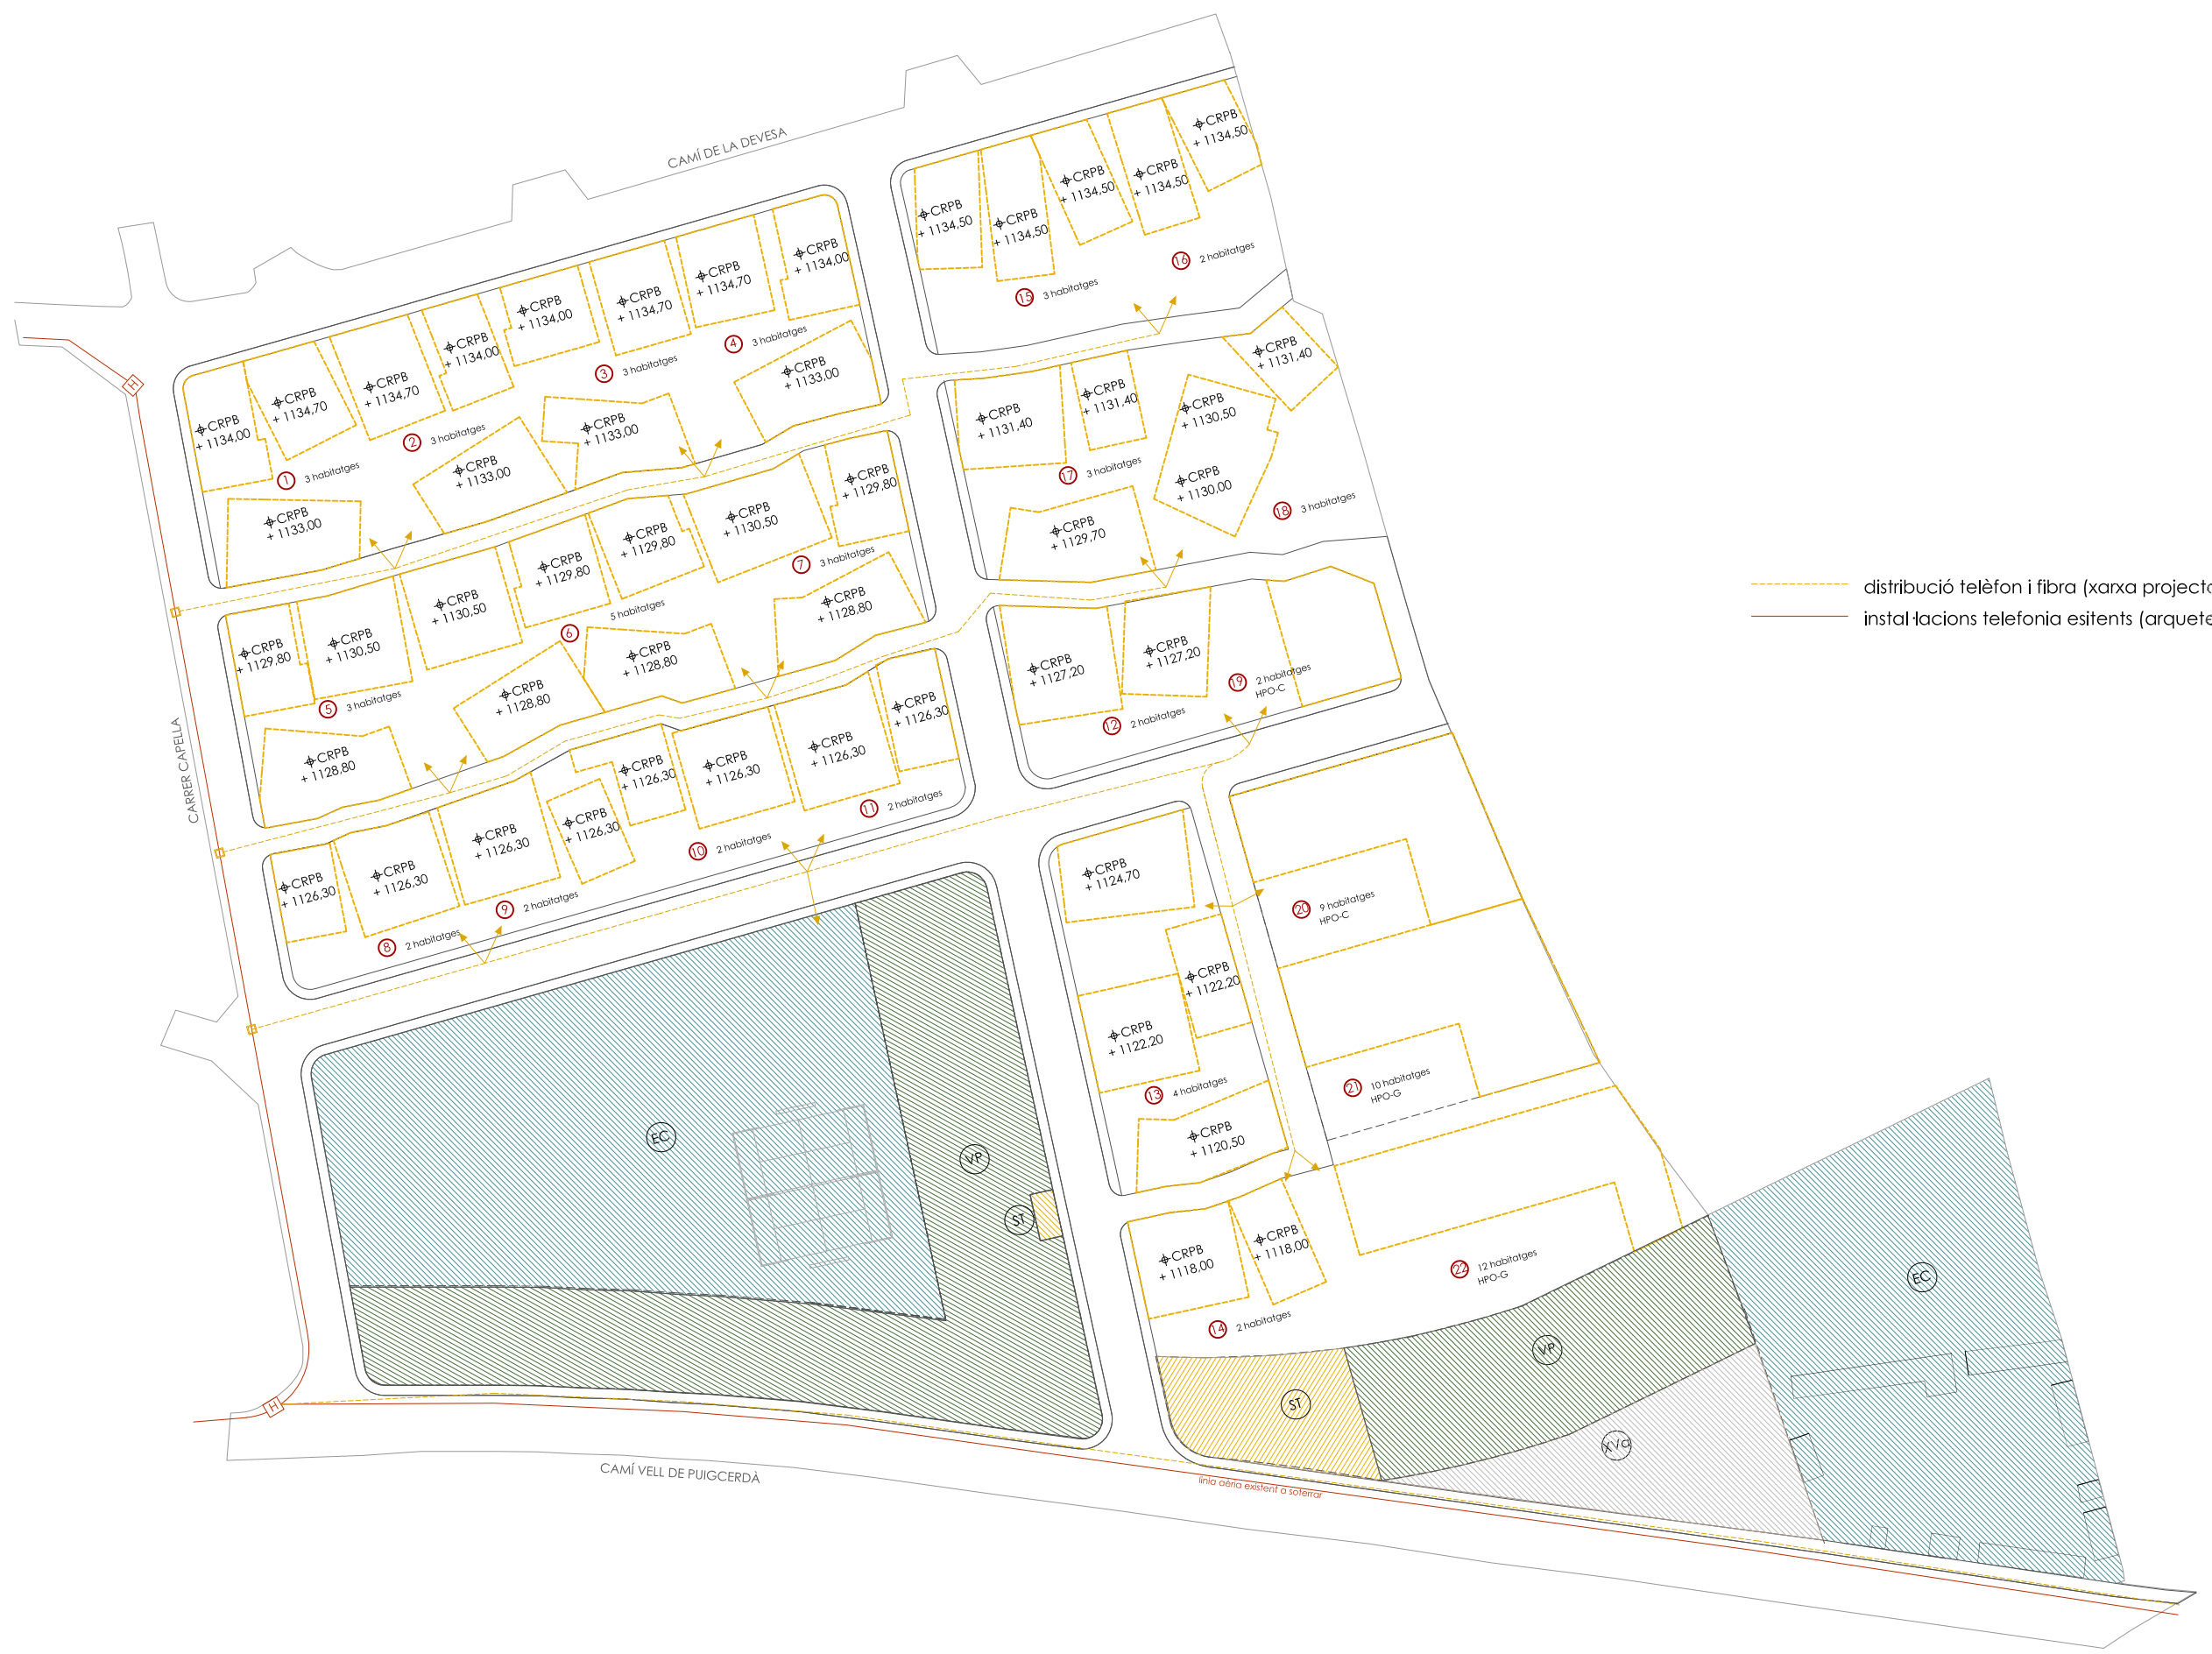 CAMÍ DE LA DEVESA
CRPB
+ 1134,50
CRPB
+ 1134,50
CRPB
+ 1134,50
CRPB
+ 1134,50
CRPB
+ 1134,50
15 3 habitatges
16 2 habitatges
CRPB
+ 1134,00
CRPB
+ 1134,70
CRPB
+ 1134,70
CRPB
+ 1134,00
CRPB
+ 1134,00
CRPB
+ 1134,70
CRPB
+ 1134,70
CRPB
+ 1134,00
1 3 habitatges
2 3 habitatges
3 3 habitatges
4 3 habitatges
CRPB
+ 1133,00
CRPB
+ 1133,00
CRPB
+ 1133,00
CRPB
+ 1133,00
CRPB
+ 1131,40
CRPB
+ 1131,40
CRPB
+ 1130,50
CRPB
+ 1131,40
CRPB
+ 1130,00
17 3 habitatges
18 3 habitatges
CRPB
+ 1129,70
H
CRPB
+ 1129,80
CRPB
+ 1130,50
CRPB
+ 1130,50
CRPB
+ 1129,80
CRPB
+ 1129,80
CRPB
+ 1130,50
CRPB
+ 1129,80
5 3 habitatges
6 5 habitatges
7 3 habitatges
CRPB
+ 1128,80
CRPB
+ 1128,80
CRPB
+ 1128,80
CRPB
+ 1128,80
distribució telèfon i fibra (xarxa projecta
instal·lacions telefonia esitents (arquete
CRPB
+ 1127,20
CRPB
+ 1127,20
12 2 habitatges
19 2 habitatges
HPO-C
CARRER CAPELLA
CRPB
+ 1126,30
CRPB
+ 1126,30
CRPB
+ 1126,30
CRPB
+ 1126,30
CRPB
+ 1126,30
CRPB
+ 1126,30
CRPB
+ 1126,30
CRPB
+ 1126,30
8 2 habitatges
9 2 habitatges
10 2 habitatges
11 2 habitatges
CRPB
+ 1124,70
20 9 habitatges
HPO-C
CRPB
+ 1122,20
CRPB
+ 1122,20
13 4 habitatges
21 10 habitatges
HPO-G
CRPB
+ 1120,50
EC
VP
ST
CRPB
+ 1118,00
CRPB
+ 1118,00
14 2 habitatges
22 12 habitatges
HPO-G
EC
VP
ST
XVa
H
CAMÍ VELL DE PUIGCERDÀ
línia aèria existent a soterrar